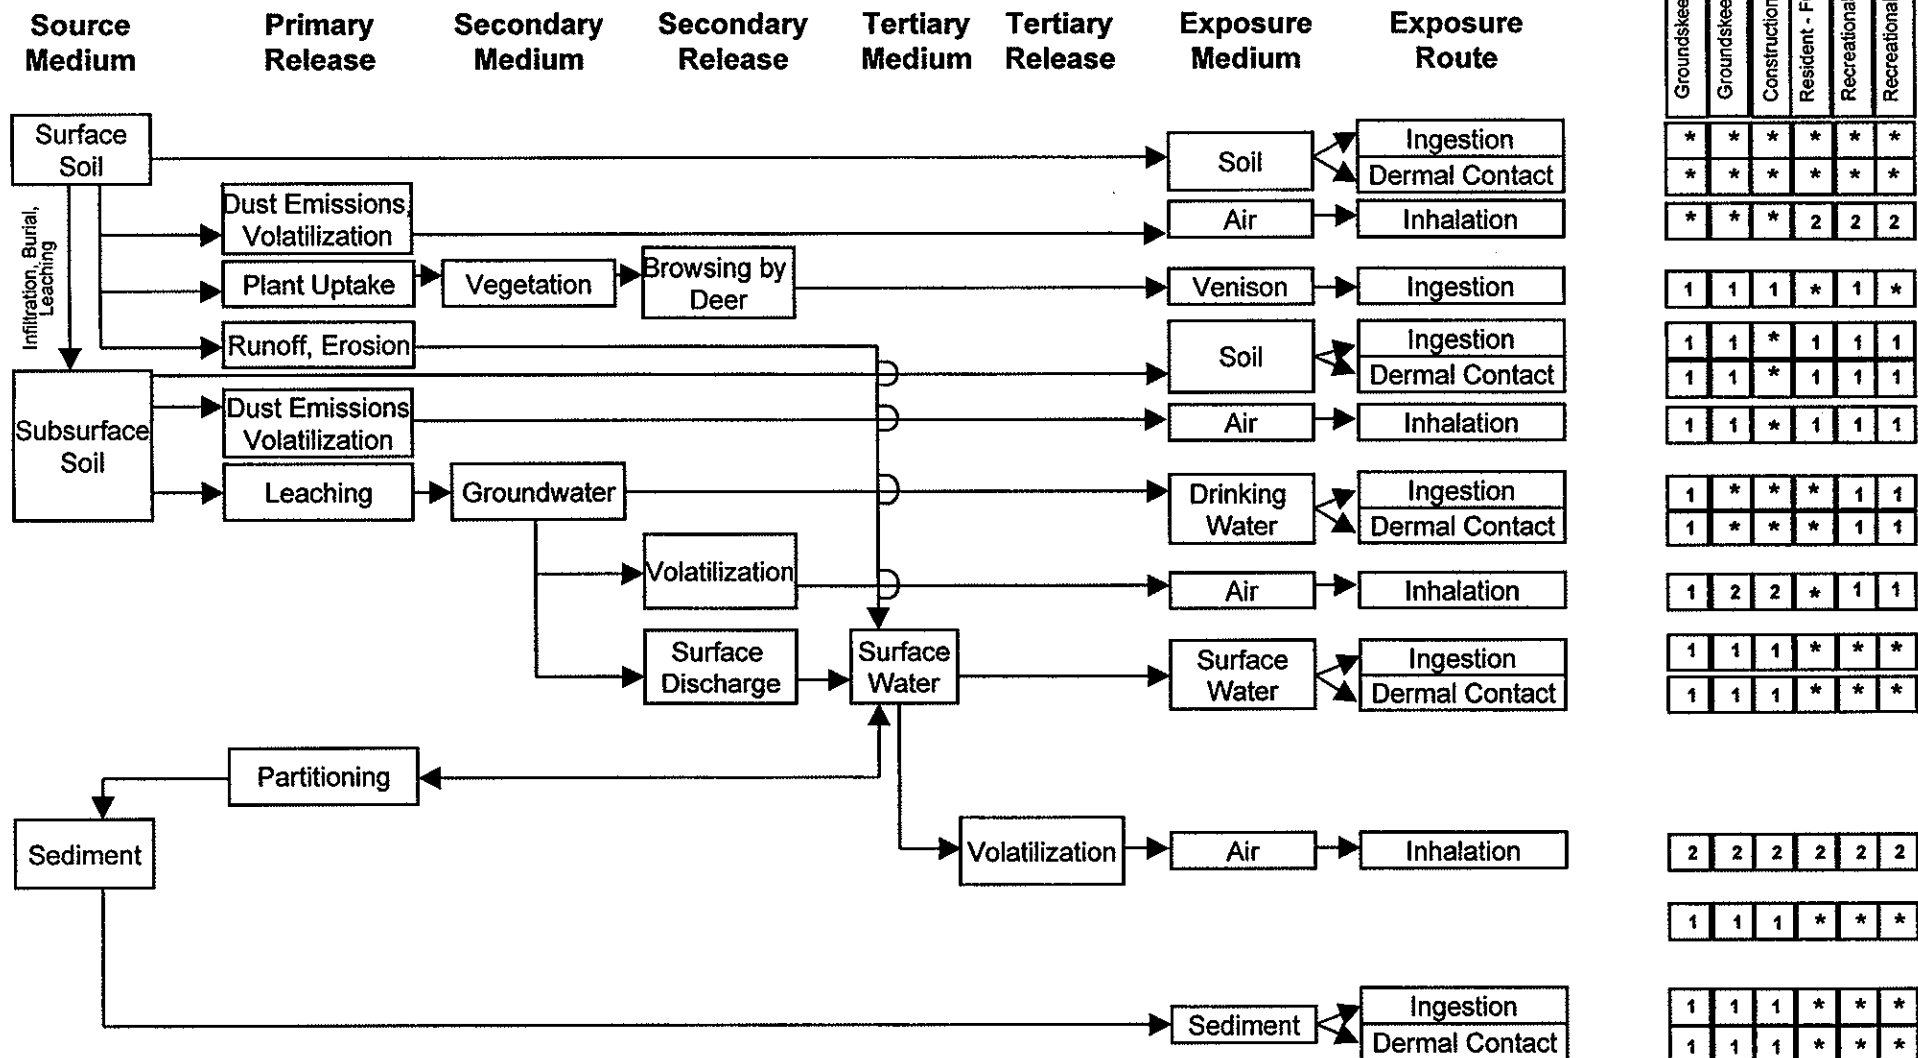 Source Medium
Primary Release
Secondary Medium
Secondary Release
Tertiary Medium
Tertiary Release
Exposure Medium
Exposure Route
Groundskee
Groundskee
Construction
Resident - F
Recreational
Recreational
Surface Soil
Soil
Ingestion
* * * * * *
Dermal Contact
* * * * * *
Infiltration, Burial, Leaching
Dust Emissions, Volatilization
Air
Inhalation
* * * 2 2 2
Plant Uptake
Vegetation
Browsing by Deer
Venison
Ingestion
1 1 1 * 1 *
Runoff, Erosion
Soil
Ingestion
1 1 * 1 1 1
Dermal Contact
1 1 * 1 1 1
Subsurface Soil
Dust Emissions Volatilization
Air
Inhalation
1 1 * 1 1 1
Leaching
Groundwater
Drinking Water
Ingestion
1 * * * 1 1
Dermal Contact
1 * * * 1 1
Volatilization
Air
Inhalation
1 2 2 * 1 1
Surface Discharge
Surface Water
Surface Water
Ingestion
1 1 1 * * *
Dermal Contact
1 1 1 * * *
Partitioning
Sediment
Volatilization
Air
Inhalation
2 2 2 2 2 2
1 1 1 * * *
Sediment
Ingestion
1 1 1 * * *
Dermal Contact
1 1 1 * * *